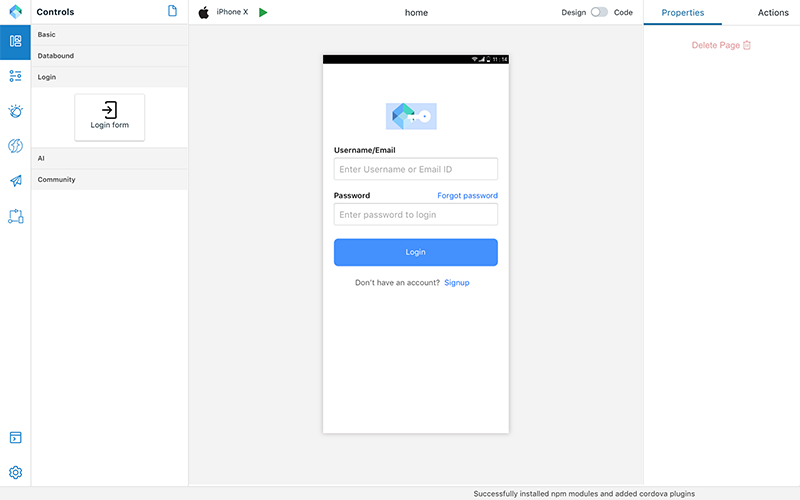 Controls
iPhone X
home
Design
Code
Properties
Actions
Basic
Databound
Login
Login form
AI
Community
11:14
Username/Email
Enter Username or Email ID
Password
Forgot password
Enter password to login
Login
Don't have an account? Signup
Delete Page
Successfully installed npm modules and added cordova plugins